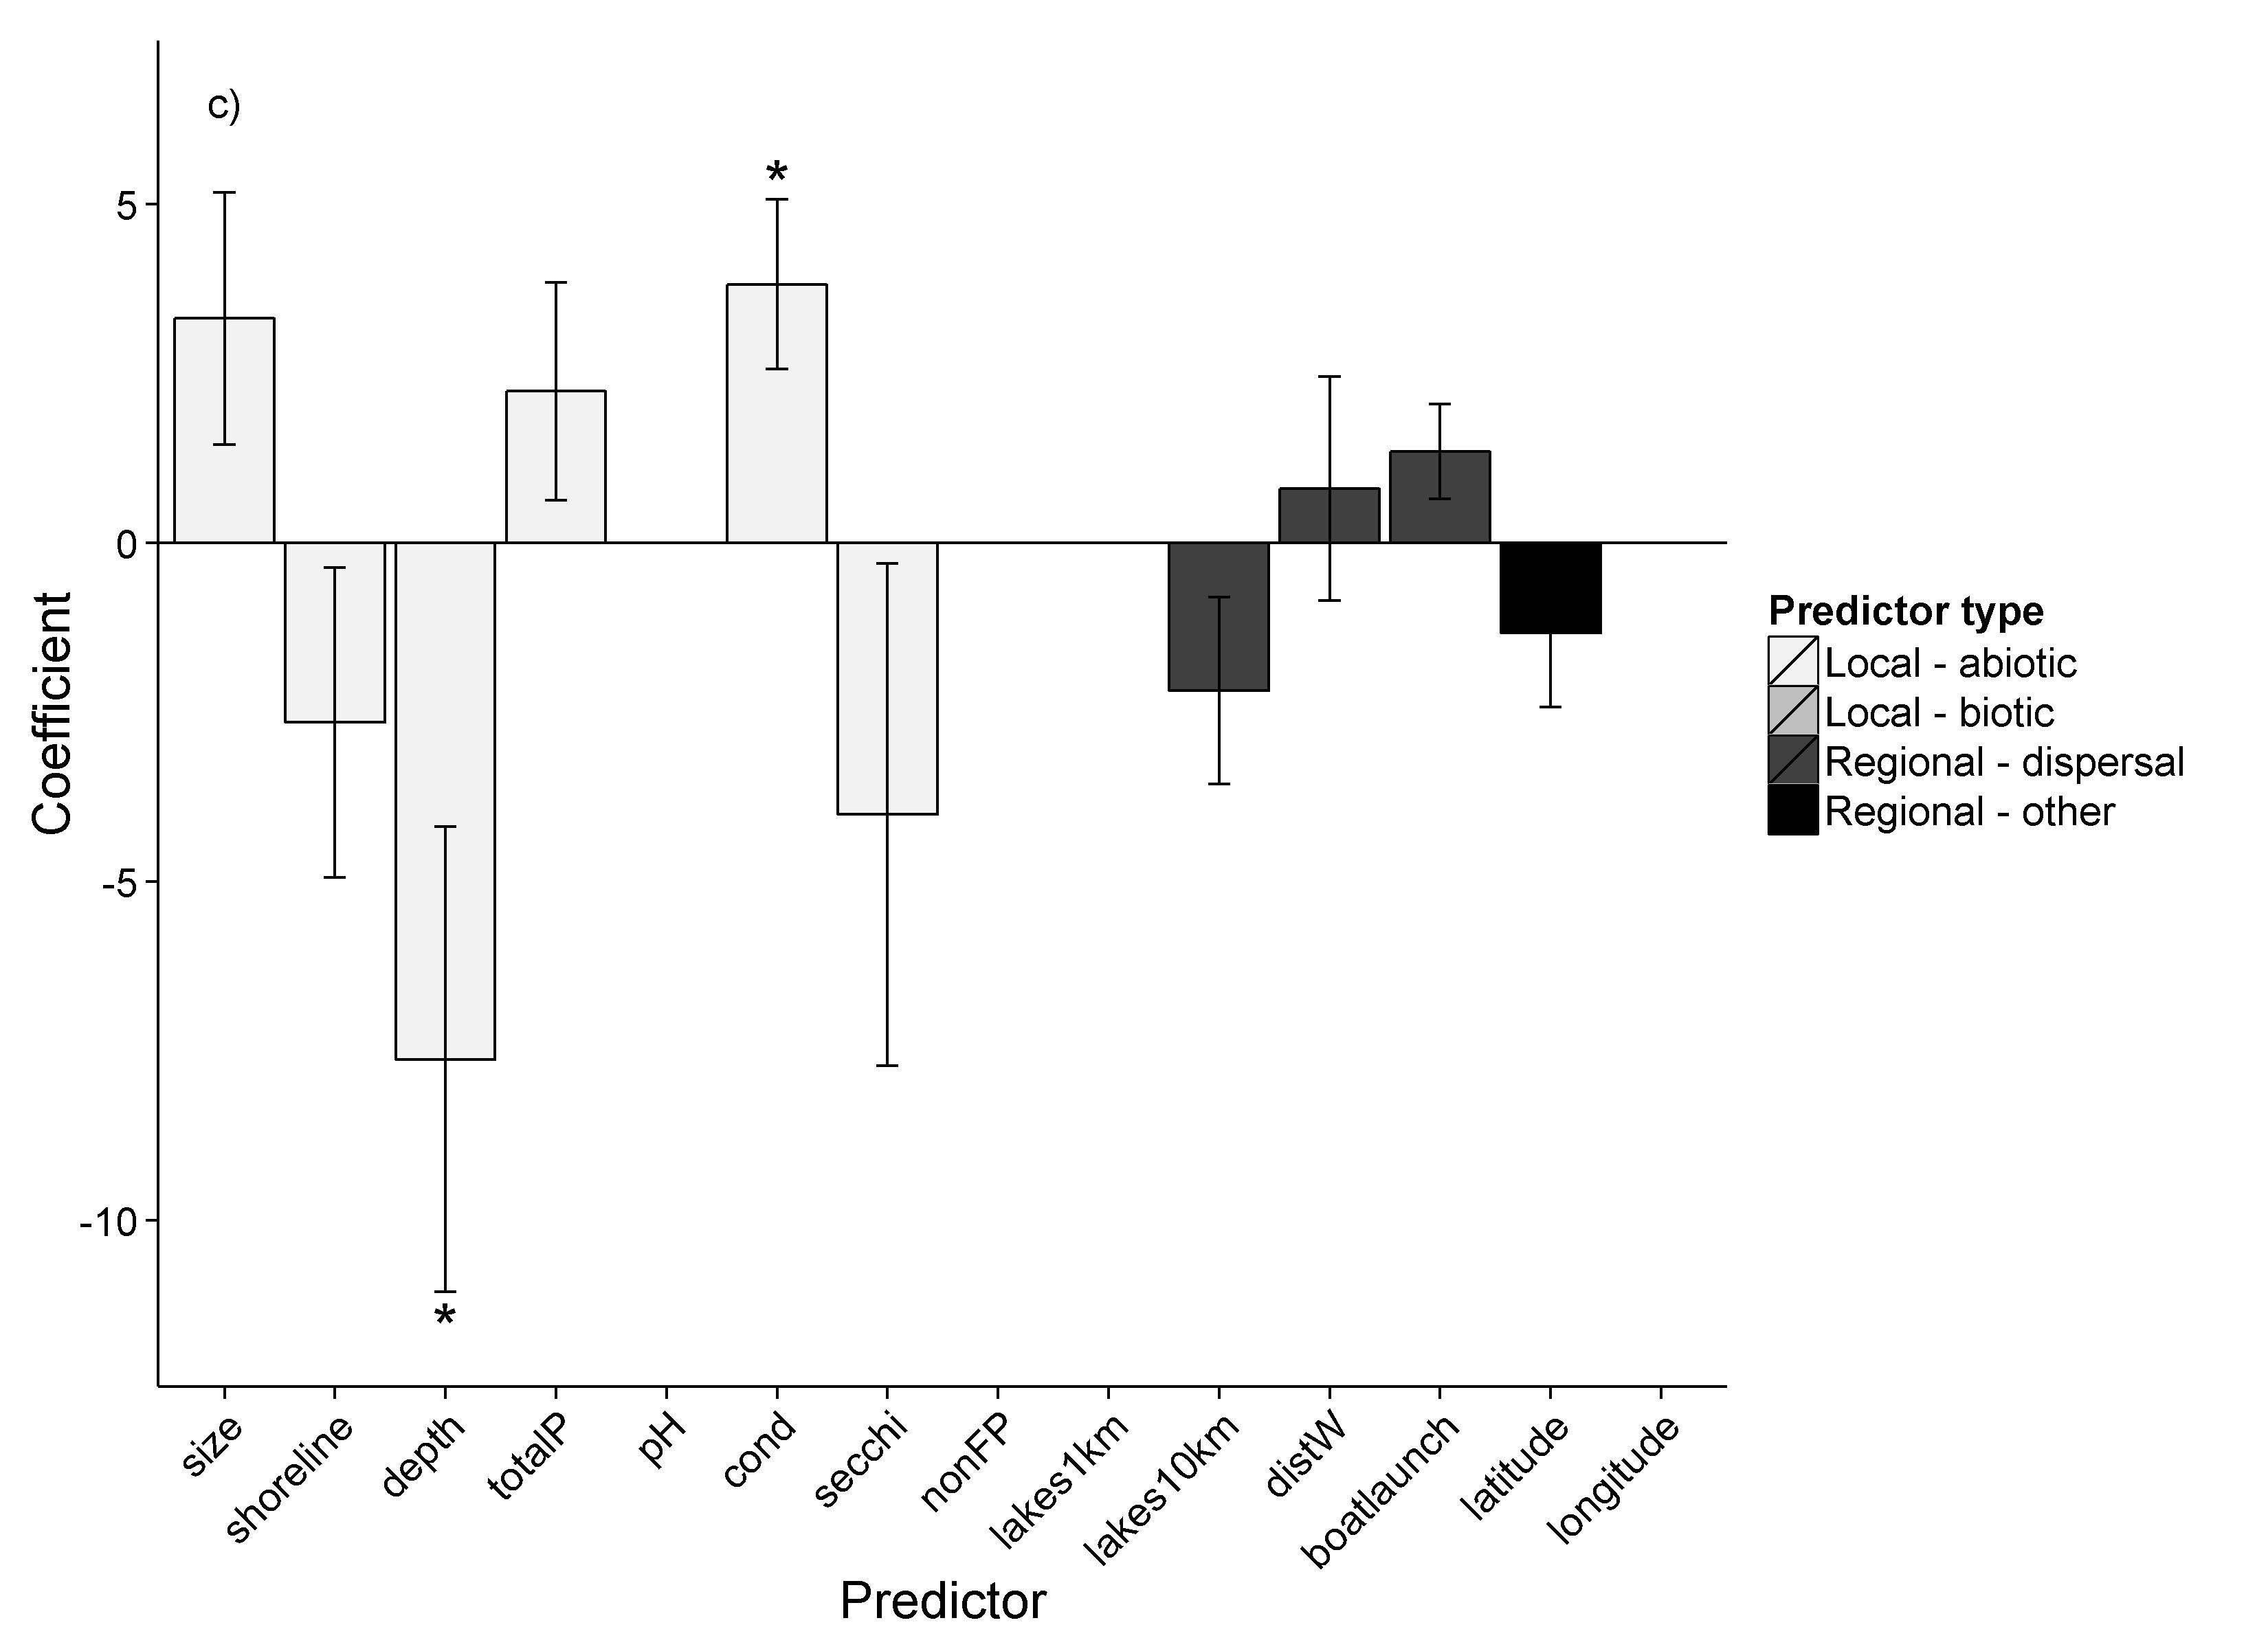 c)
*
5
0
-5
-10
*
Coefficient
size
shoreline
depth
totalP
pH
cond
secchi
nonFP
lakes1km
lakes10km
distW
boatlaunch
latitude
longitude
Predictor
Predictor type
Local - abiotic
Local - biotic
Regional - dispersal
Regional - other